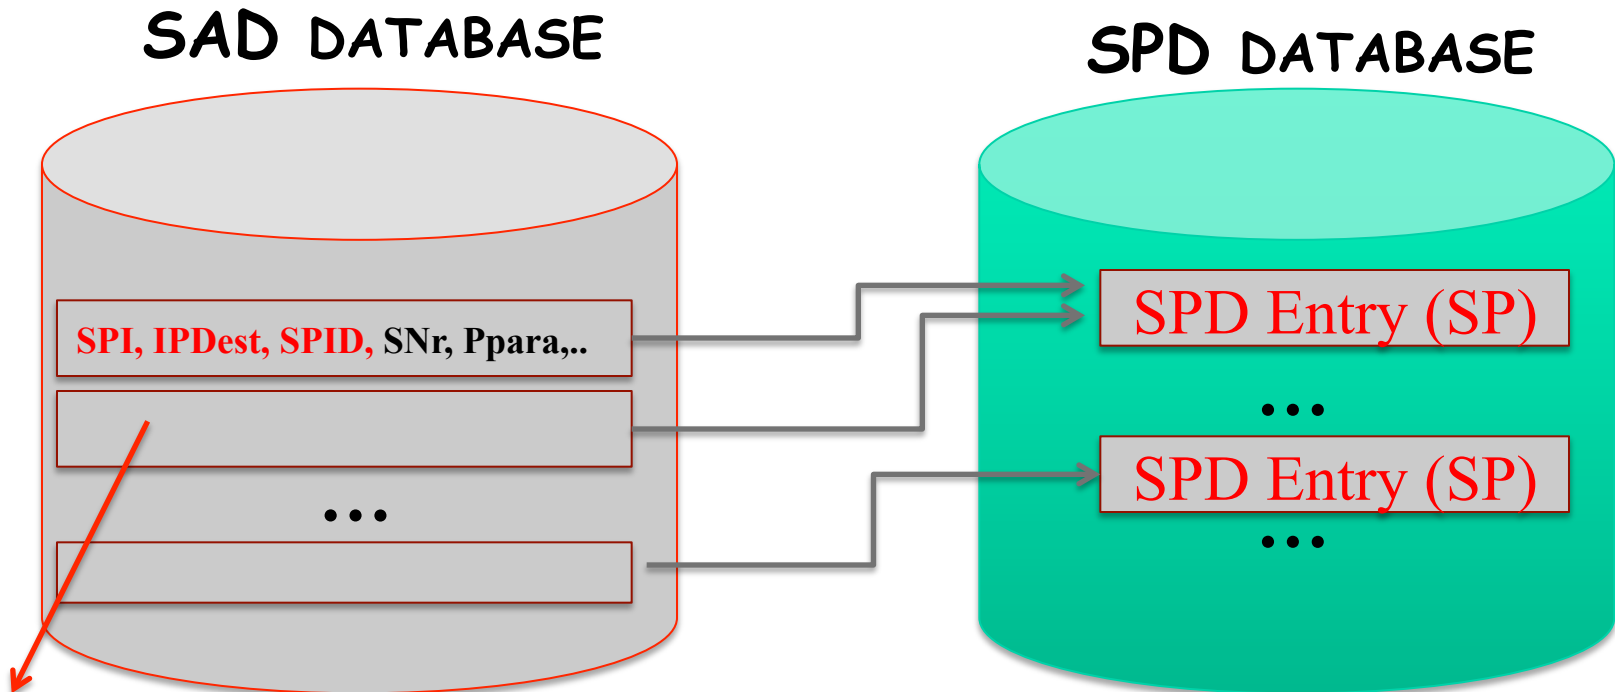 SAD DATABASE
SPD DATABASE
SPI, IPDest, SPID, SNr, Ppara,..
...
SPD Entry (SP)
...
SPD Entry (SP)
...